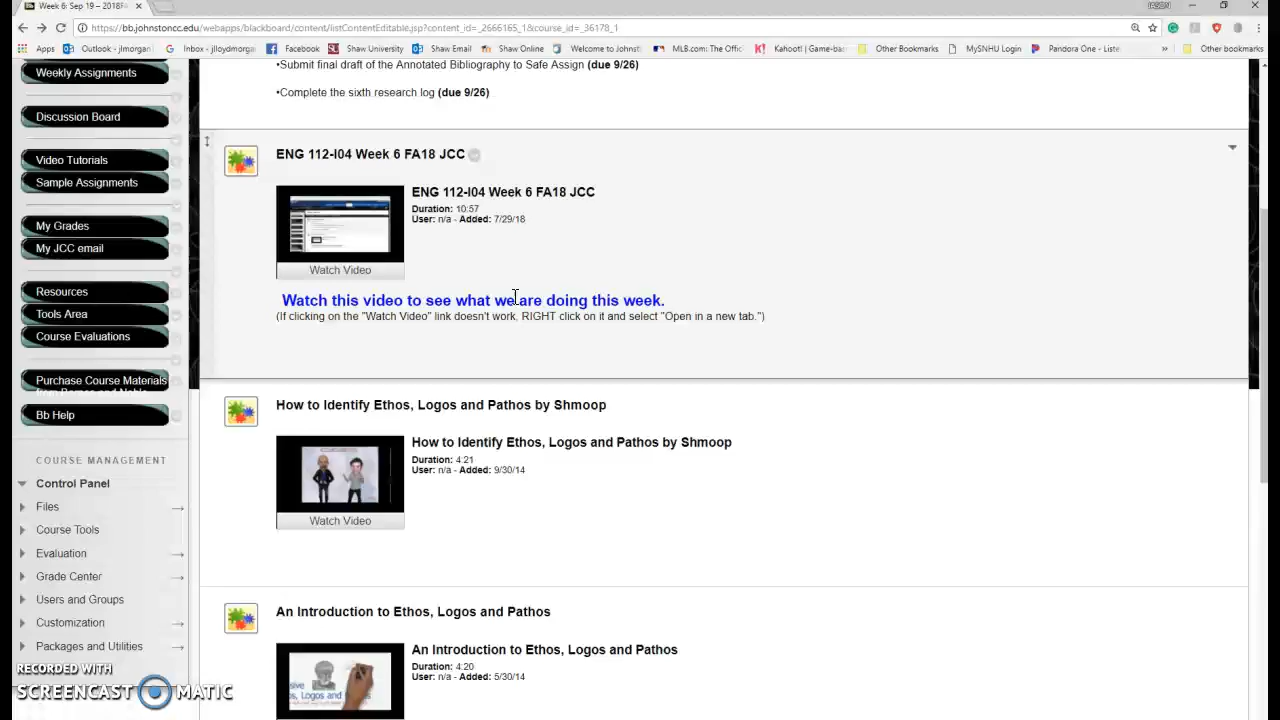 Week 6: Sep 19 – 2018FA
https://bb.johnstoncc.edu/webapps/blackboard/content/listContentEditable.jsp?content_id=_2666165_1&course_id=_36178_1
Apps Outlook - jlmorgan Inbox - jlloydmorga Facebook Shaw University Shaw Email Shaw Online Welcome to Johnst MLB.com: The Offic Kahoot! | Game-ba Other Bookmarks MySNHU Login Pandora One - Liste Other bookmarks
Weekly Assignments
Discussion Board
Video Tutorials
Sample Assignments
My Grades
My JCC email
Resources
Tools Area
Course Evaluations
Purchase Course Materials
from Barnes and Noble
Bb Help
COURSE MANAGEMENT
Control Panel
Files
Course Tools
Evaluation
Grade Center
Users and Groups
Customization
Packages and Utilities
RECORDED WITH
SCREENCAST MATIC
•Submit final draft of the Annotated Bibliography to Safe Assign (due 9/26)
•Complete the sixth research log (due 9/26)
ENG 112-I04 Week 6 FA18 JCC
ENG 112-I04 Week 6 FA18 JCC
Duration: 10:57
User: n/a - Added: 7/29/18
Watch Video
Watch this video to see what we are doing this week.
(If clicking on the "Watch Video" link doesn't work, RIGHT click on it and select "Open in a new tab.")
How to Identify Ethos, Logos and Pathos by Shmoop
How to Identify Ethos, Logos and Pathos by Shmoop
Duration: 4:21
User: n/a - Added: 9/30/14
Watch Video
An Introduction to Ethos, Logos and Pathos
An Introduction to Ethos, Logos and Pathos
Duration: 4:20
User: n/a - Added: 5/30/14